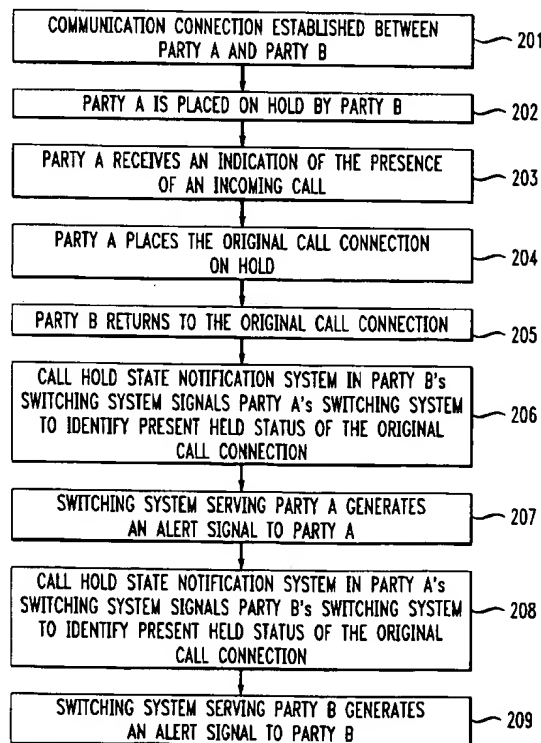 COMMUNICATION CONNECTION ESTABLISHED BETWEEN
PARTY A AND PARTY B
201
PARTY A IS PLACED ON HOLD BY PARTY B
202
PARTY A RECEIVES AN INDICATION OF THE PRESENCE
OF AN INCOMING CALL
203
PARTY A PLACES THE ORIGINAL CALL CONNECTION
ON HOLD
204
PARTY B RETURNS TO THE ORIGINAL CALL CONNECTION
205
CALL HOLD STATE NOTIFICATION SYSTEM IN PARTY B's
SWITCHING SYSTEM SIGNALS PARTY A's SWITCHING SYSTEM
TO IDENTIFY PRESENT HELD STATUS OF THE ORIGINAL
CALL CONNECTION
206
SWITCHING SYSTEM SERVING PARTY A GENERATES
AN ALERT SIGNAL TO PARTY A
207
CALL HOLD STATE NOTIFICATION SYSTEM IN PARTY A's
SWITCHING SYSTEM SIGNALS PARTY B's SWITCHING SYSTEM
TO IDENTIFY PRESENT HELD STATUS OF THE ORIGINAL
CALL CONNECTION
208
SWITCHING SYSTEM SERVING PARTY B GENERATES
AN ALERT SIGNAL TO PARTY B
209